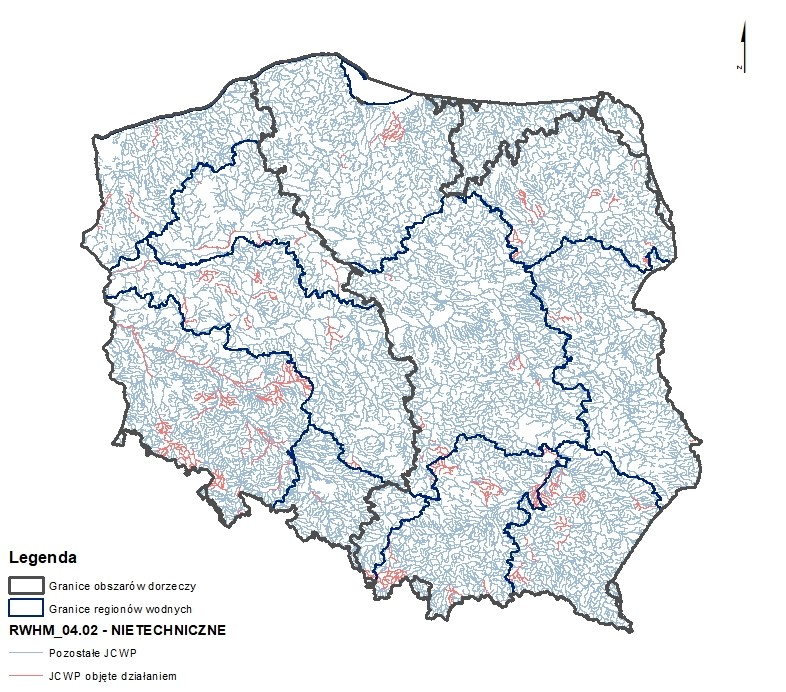 z
Legenda
Granice obszarów dorzeczy
Granice regionów wodnych
RWHM_04.02 - NIETECHNICZNE
Pozostałe JCWP
JCWP objęte działaniem